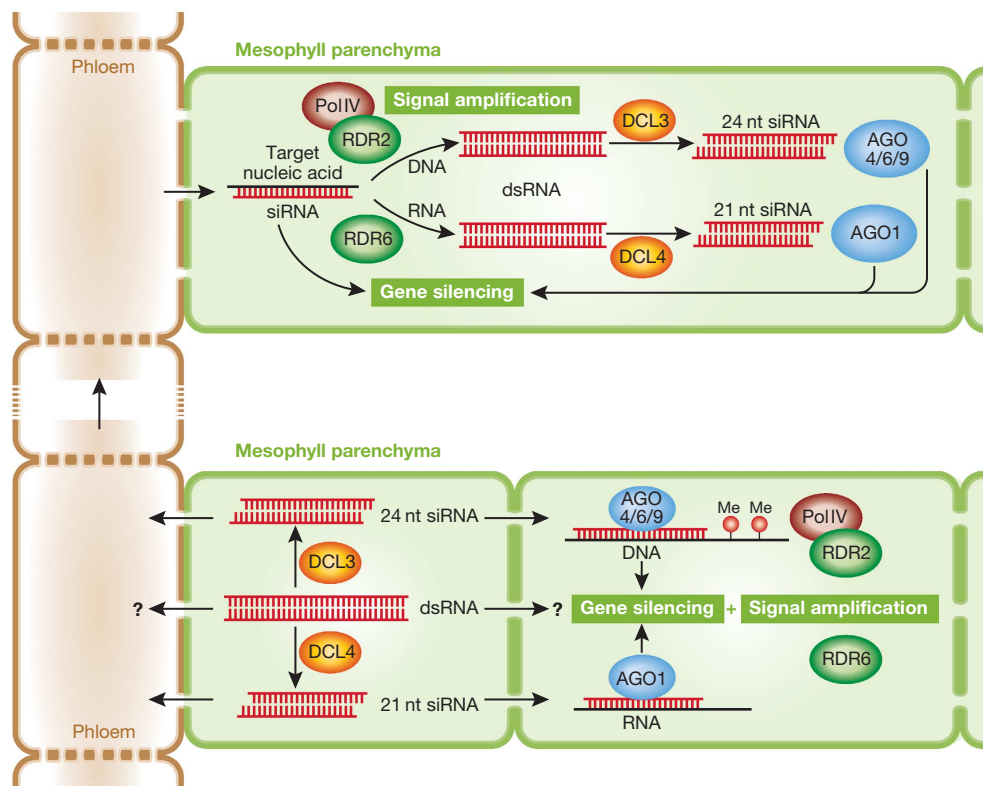 Mesophyll parenchyma
Phloem
PolIV
Signal amplification
RDR2
DCL3
24 nt siRNA
AGO
4/6/9
Target
nucleic acid
DNA
dsRNA
siRNA
RNA
21 nt siRNA
RDR6
DCL4
AGO1
Gene silencing
Mesophyll parenchyma
24 nt siRNA
AGO
4/6/9
Me Me
PolIV
DNA
RDR2
DCL3
? dsRNA ? Gene silencing + Signal amplification
DCL4
RDR6
AGO1
21 nt siRNA
RNA
Phloem